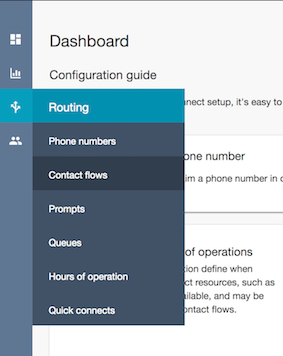 Dashboard
Configuration guide
Routing
nnect setup, it's easy to
Phone numbers
one number
Contact flows
im a phone number in c
Prompts
Queues
of operations
Hours of operation
tion define when
ct resources, such as
ailable, and may be
Quick connects
ontact flows.